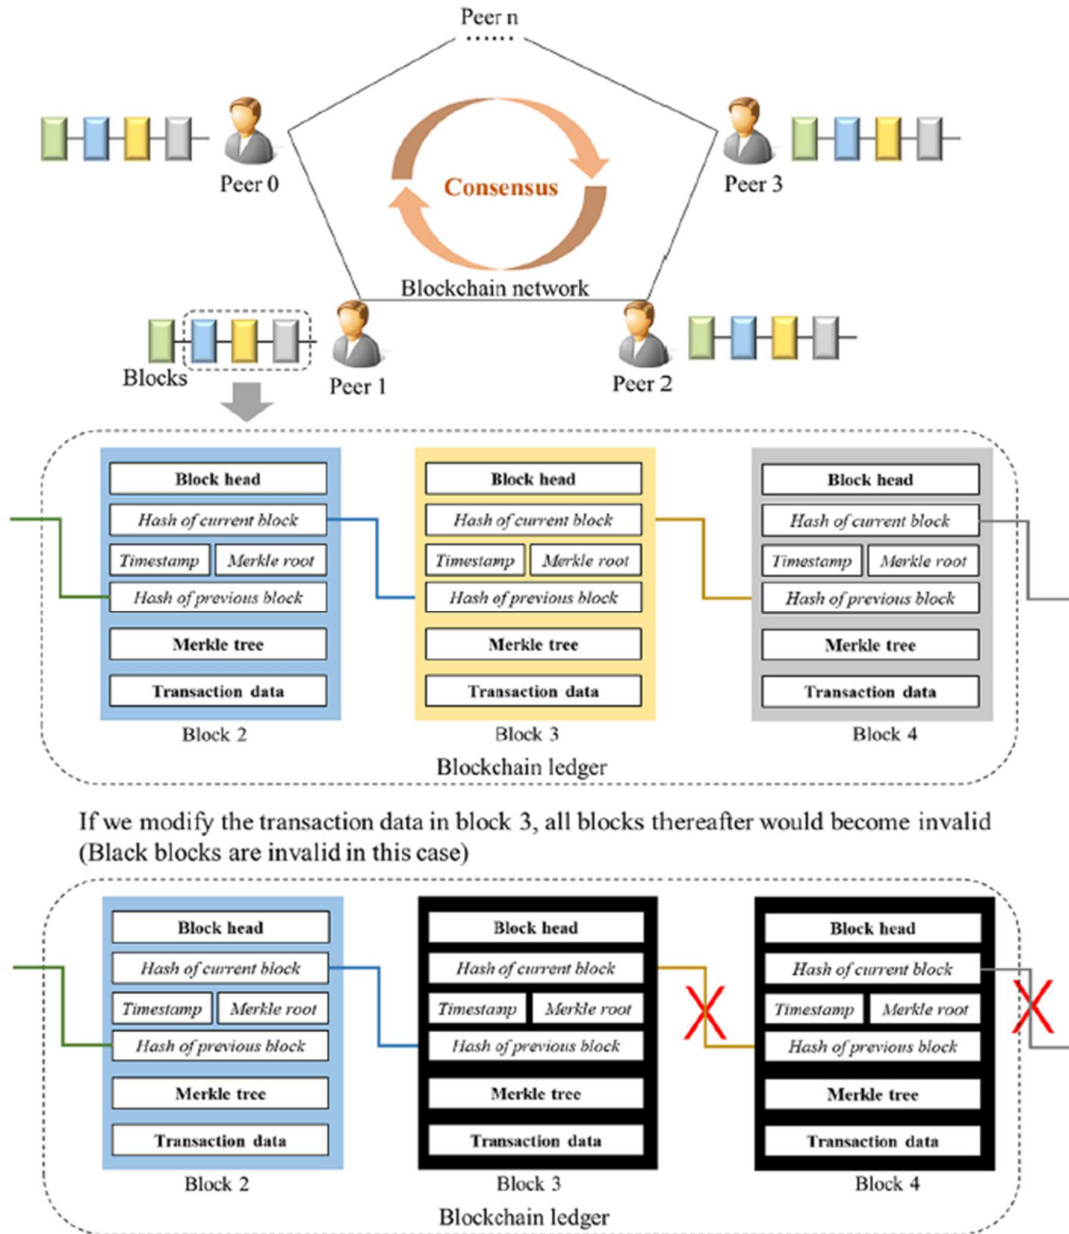 Peer n
......
Peer 0
Consensus
Peer 3
Blockchain network
Blocks
Peer 1
Peer 2
Block head
Hash of current block
Timestamp
Merkle root
Hash of previous block
Merkle tree
Transaction data
Block 2
Block head
Hash of current block
Timestamp
Merkle root
Hash of previous block
Merkle tree
Transaction data
Block 3
Block head
Hash of current block
Timestamp
Merkle root
Hash of previous block
Merkle tree
Transaction data
Block 4
Blockchain ledger
If we modify the transaction data in block 3, all blocks thereafter would become invalid
(Black blocks are invalid in this case)
Block head
Hash of current block
Timestamp
Merkle root
Hash of previous block
Merkle tree
Transaction data
Block 2
Block head
Hash of current block
Timestamp
Merkle root
Hash of previous block
Merkle tree
Transaction data
Block 3
Block head
Hash of current block
Timestamp
Merkle root
Hash of previous block
Merkle tree
Transaction data
Block 4
Blockchain ledger